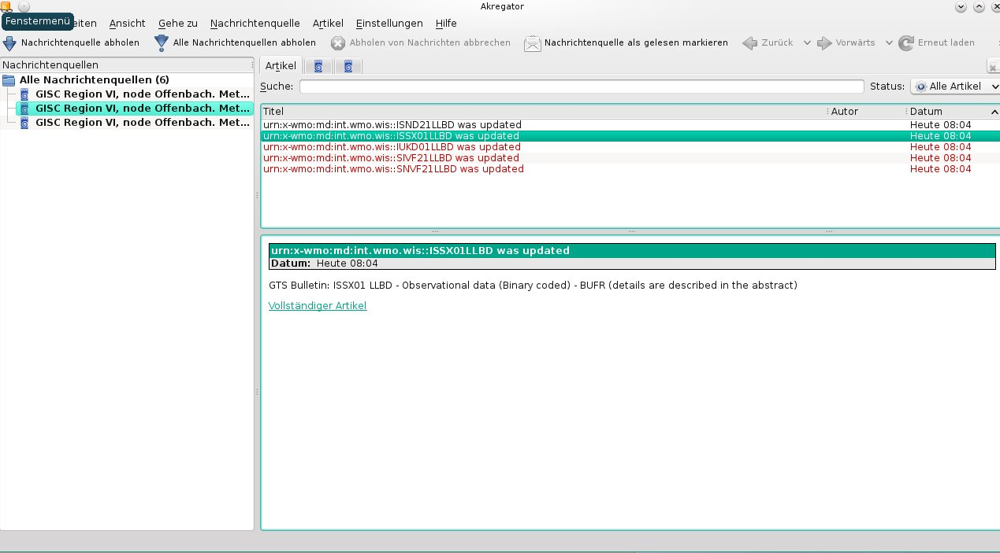 Akregator
Fenstermenü eiten Ansicht Gehe zu Nachrichtenquelle Artikel Einstellungen Hilfe
Nachrichtenquelle abholen Alle Nachrichtenquellen abholen Abholen von Nachrichten abbrechen Nachrichtenquelle als gelesen markieren Zurück Vorwärts Erneut laden
Nachrichtenquellen
Alle Nachrichtenquellen (6)
GISC Region VI, node Offenbach. Met...
GISC Region VI, node Offenbach. Met...
GISC Region VI, node Offenbach. Met...
Artikel
Suche: Status: Alle Artikel
Titel Autor Datum
urn:x-wmo:md:int.wmo.wis::ISND21LLBD was updated Heute 08:04
urn:x-wmo:md:int.wmo.wis::ISSX01LLBD was updated Heute 08:04
urn:x-wmo:md:int.wmo.wis::IUKD01LLBD was updated Heute 08:04
urn:x-wmo:md:int.wmo.wis::SIVF21LLBD was updated Heute 08:04
urn:x-wmo:md:int.wmo.wis::SNVF21LLBD was updated Heute 08:04
urn:x-wmo:md:int.wmo.wis::ISSX01LLBD was updated
Datum: Heute 08:04
GTS Bulletin: ISSX01 LLBD - Observational data (Binary coded) - BUFR (details are described in the abstract)
Vollständiger Artikel